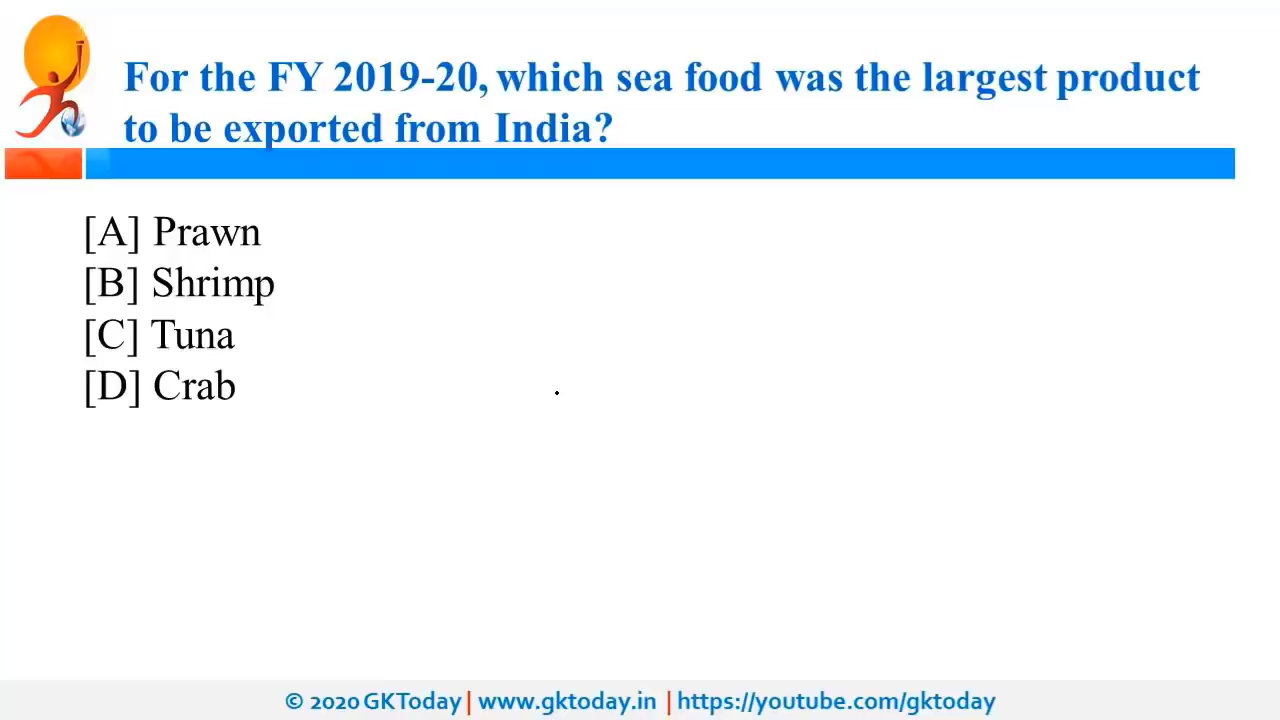 For the FY 2019-20, which sea food was the largest product
to be exported from India?
[A] Prawn
[B] Shrimp
[C] Tuna
[D] Crab
© 2020 GKToday | www.gktoday.in | https://youtube.com/gktoday